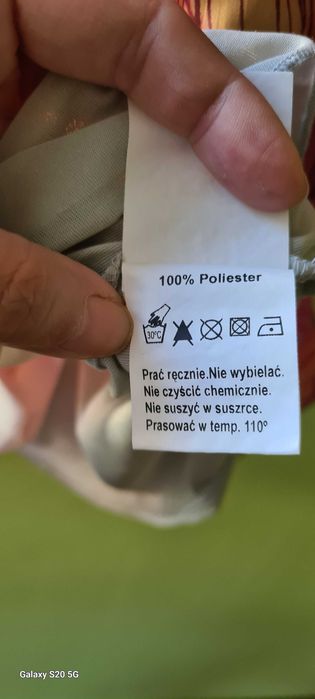 100% Poliester
30°C
Prać ręcznie.Nie wybielać.
Nie czyścić chemicznie.
Nie suszyć w suszrce.
Prasować w temp. 110°
Galaxy S20 5G